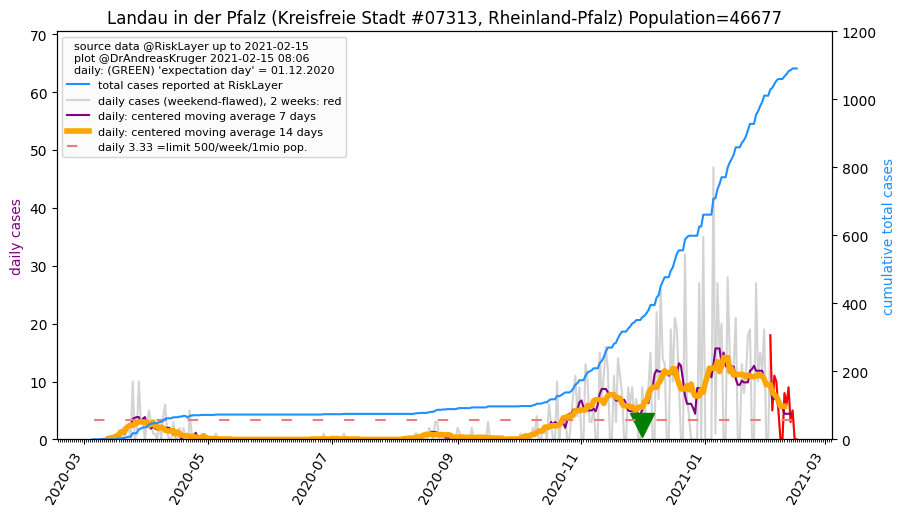 Landau in der Pfalz (Kreisfreie Stadt #07313, Rheinland-Pfalz) Population=46677
source data @RiskLayer up to 2021-02-15
plot @DrAndreasKruger 2021-02-15 08:06
daily: (GREEN) 'expectation day' = 01.12.2020
total cases reported at RiskLayer
daily cases (weekend-flawed), 2 weeks: red
daily: centered moving average 7 days
daily: centered moving average 14 days
daily 3.33 =limit 500/week/1mio pop.
daily cases
70
60
50
40
30
20
10
0
cumulative total cases
1200
1000
800
600
400
200
0
2020-03
2020-05
2020-07
2020-09
2020-11
2021-01
2021-03